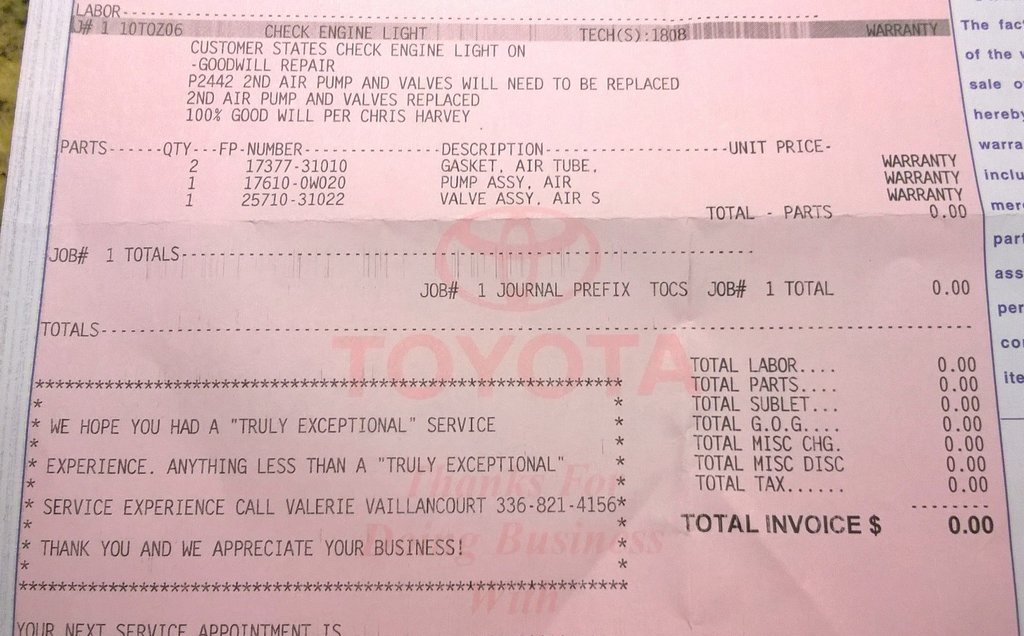 LABOR------------------------------------------------------------
J# 1 10TOZ06 CHECK ENGINE LIGHT TECH(S):180B WARRANTY
CUSTOMER STATES CHECK ENGINE LIGHT ON
-GOODWILL REPAIR
P2442 2ND AIR PUMP AND VALVES WILL NEED TO BE REPLACED
2ND AIR PUMP AND VALVES REPLACED
100% GOOD WILL PER CHRIS HARVEY
PARTS------QTY---FP-NUMBER---------------DESCRIPTION--------------------UNIT PRICE-
2 17377-31010 GASKET, AIR TUBE, WARRANTY
1 17610-0W020 PUMP ASSY, AIR WARRANTY
1 25710-31022 VALVE ASSY, AIR S WARRANTY
TOTAL - PARTS 0.00
JOB# 1 TOTALS------------------------------------------------------------
JOB# 1 JOURNAL PREFIX TOCS JOB# 1 TOTAL 0.00
TOTALS------------------------------------------------------------
TOYOTA
TOTAL LABOR.... 0.00
TOTAL PARTS.... 0.00
TOTAL SUBLET... 0.00
TOTAL G.O.G.... 0.00
TOTAL MISC CHG. 0.00
TOTAL MISC DISC 0.00
TOTAL TAX...... 0.00
TOTAL INVOICE $ 0.00
************************************************************
* *
* WE HOPE YOU HAD A "TRULY EXCEPTIONAL" SERVICE *
* *
* EXPERIENCE. ANYTHING LESS THAN A "TRULY EXCEPTIONAL" *
* *
* SERVICE EXPERIENCE CALL VALERIE VAILLANCOURT 336-821-4156*
* *
* THANK YOU AND WE APPRECIATE YOUR BUSINESS! *
* *
************************************************************
Thanks For
Doing Business
With
YOUR NEXT SERVICE APPOINTMENT IS
The fac
of the
sale o
hereby
warra
inclu
mer
part
ass
per
co
ite